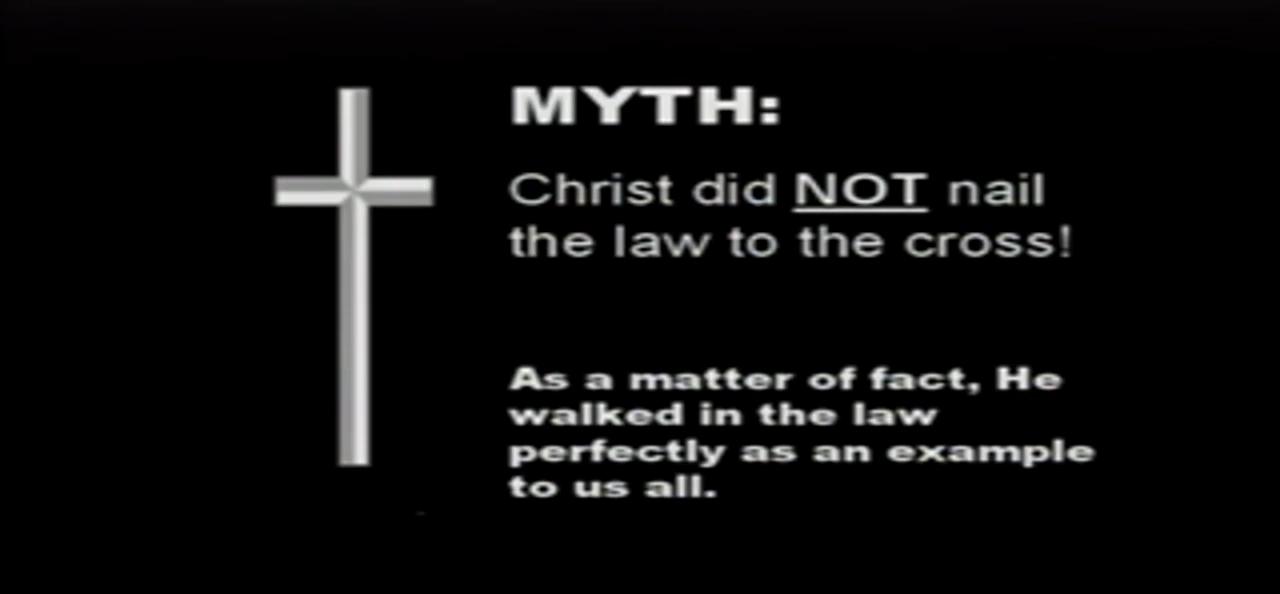 MYTH:
Christ did NOT nail
the law to the cross!
As a matter of fact, He
walked in the law
perfectly as an example
to us all.